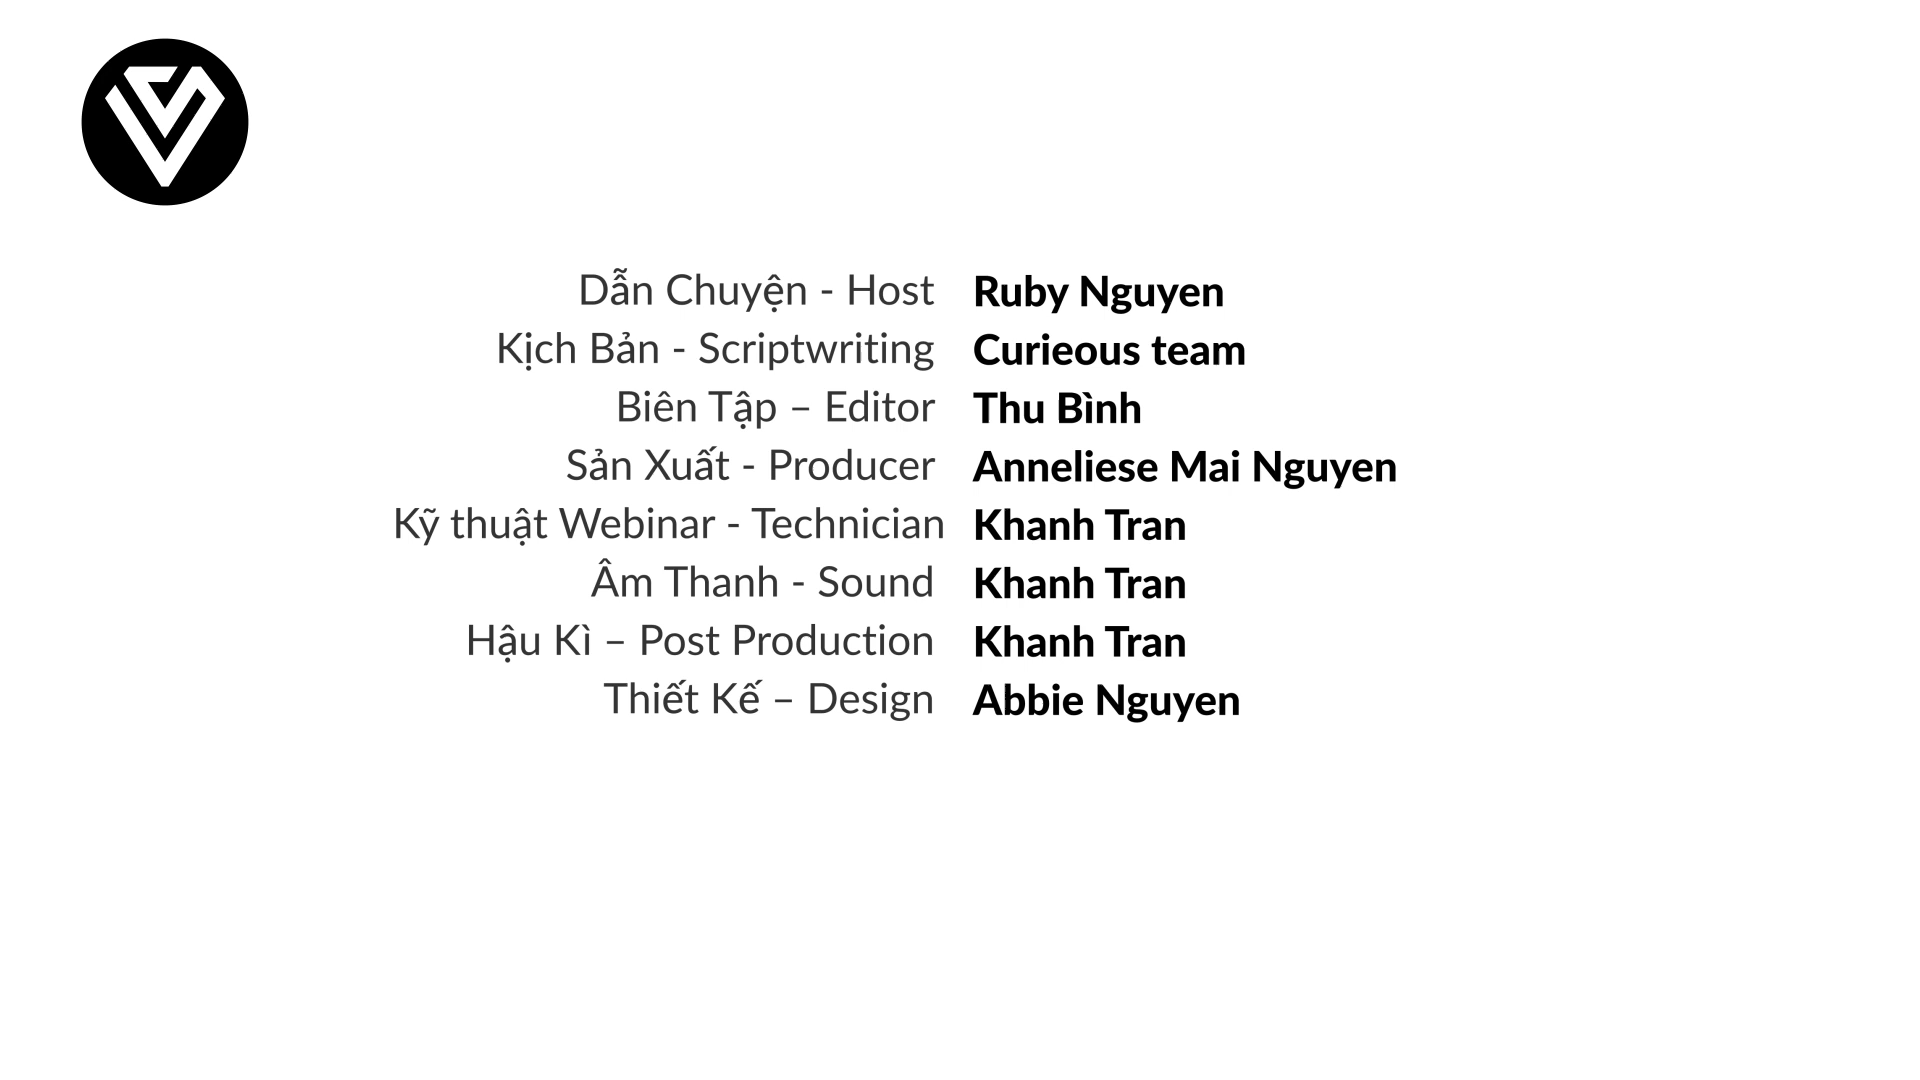 Dẫn Chuyện - Host Ruby Nguyen
Kịch Bản - Scriptwriting Curieous team
Biên Tập – Editor Thu Bình
Sản Xuất - Producer Anneliese Mai Nguyen
Kỹ thuật Webinar - Technician Khanh Tran
Âm Thanh - Sound Khanh Tran
Hậu Kì – Post Production Khanh Tran
Thiết Kế – Design Abbie Nguyen